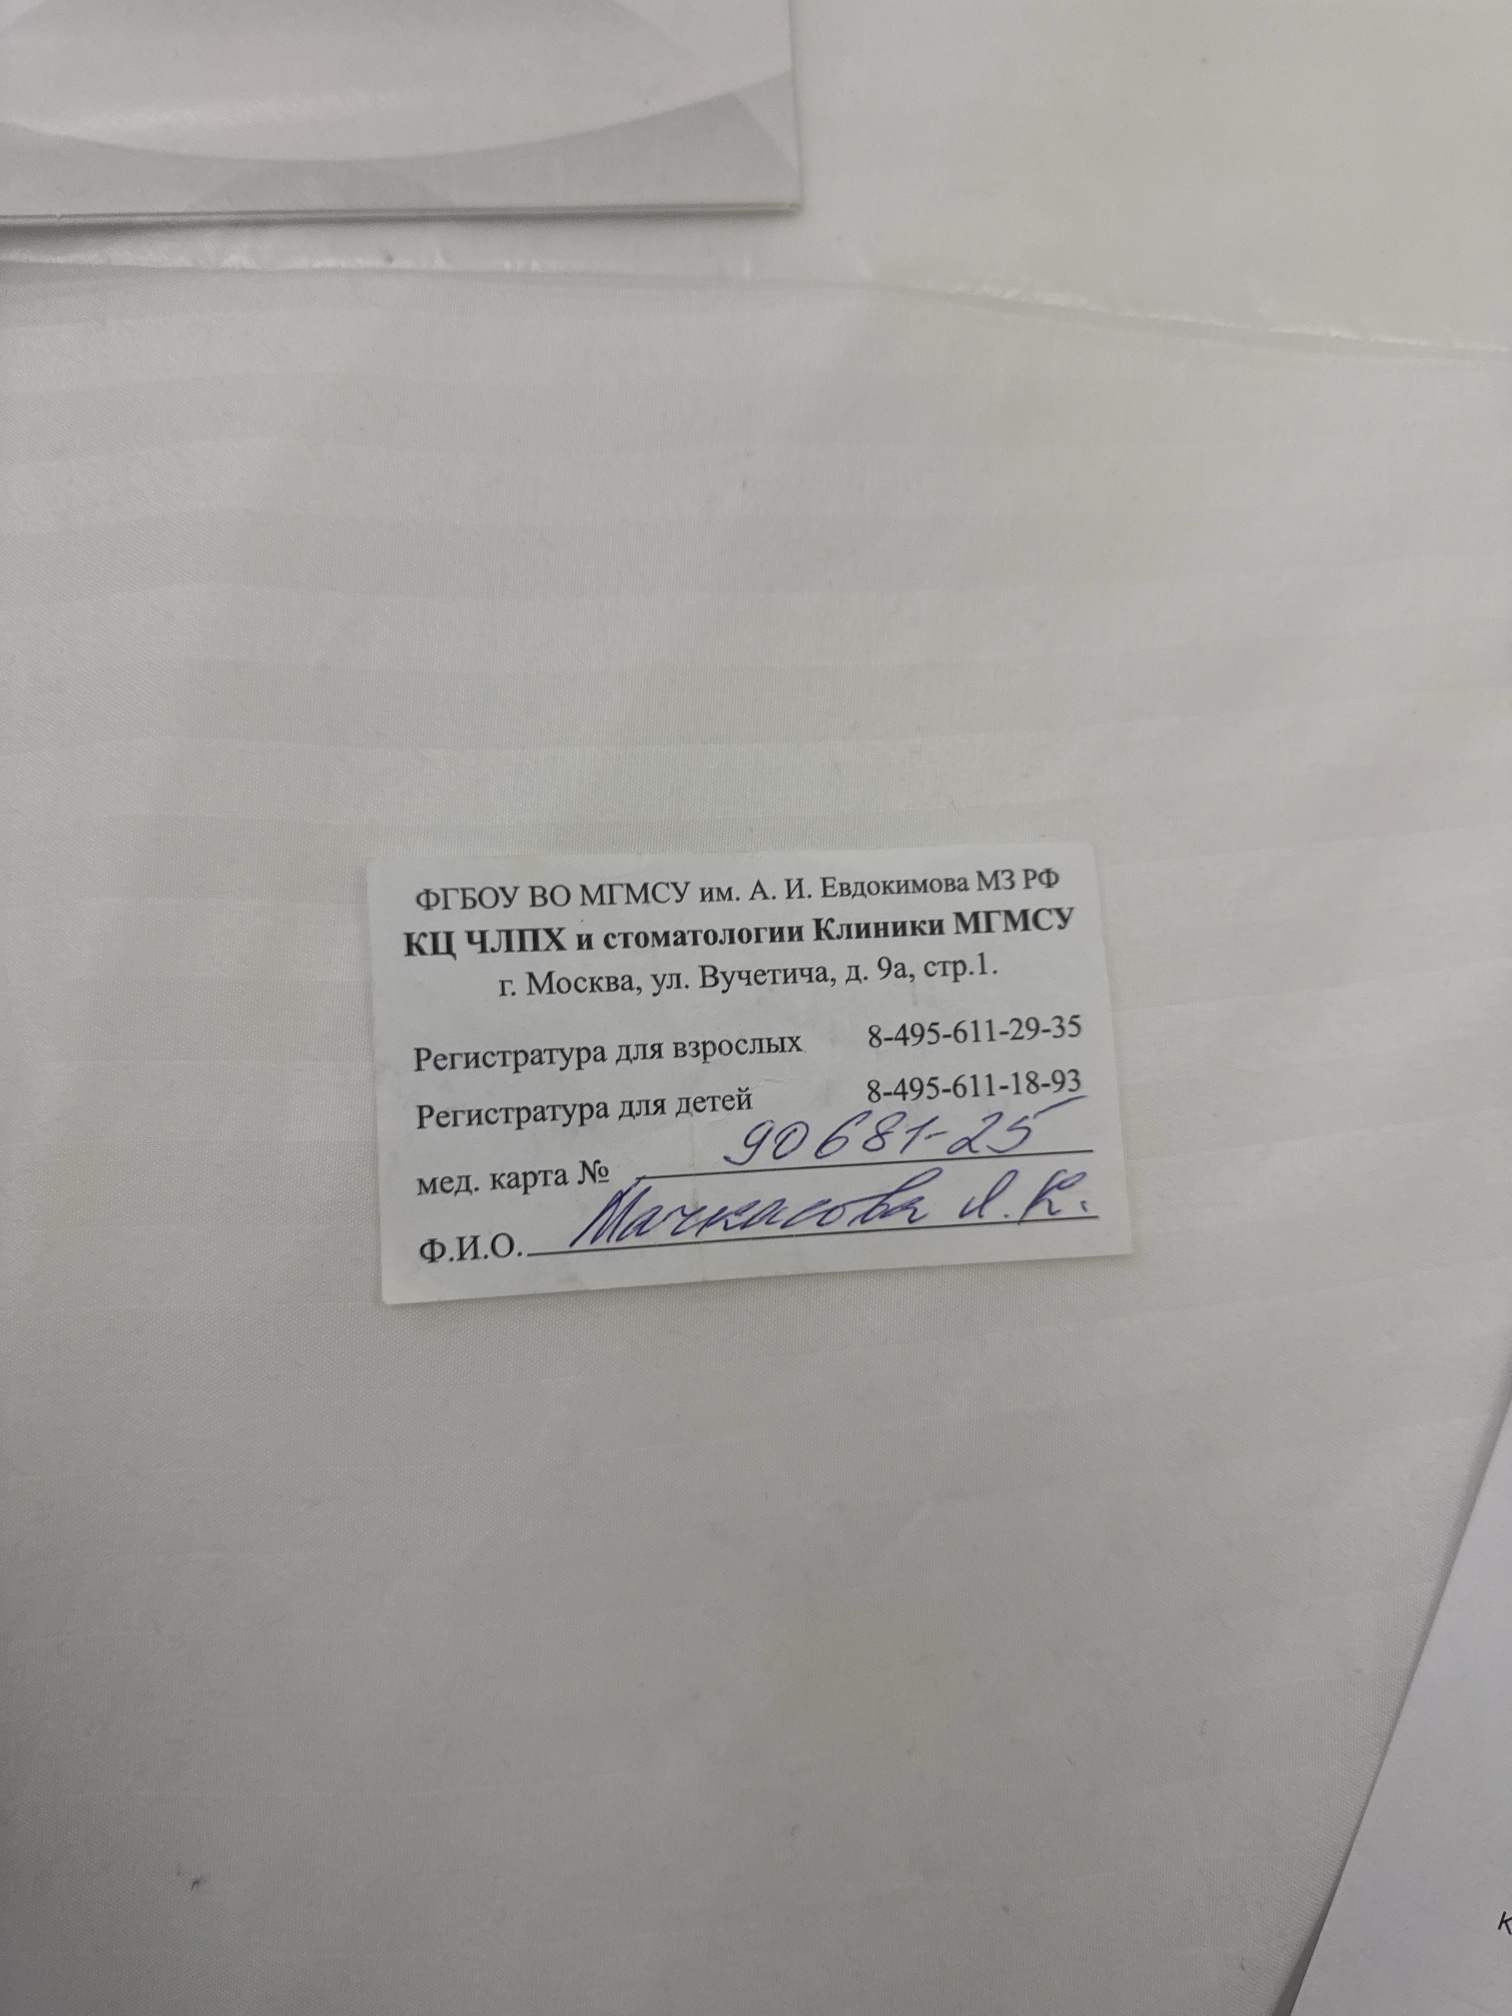 ФГБОУ ВО МГМСУ им. А. И. Евдокимова МЗ РФ
КЦ ЧЛПХ и стоматологии Клиники МГМСУ
г. Москва, ул. Вучетича, д. 9а, стр.1.
Регистратура для взрослых 8-495-611-29-35
Регистратура для детей 8-495-611-18-93
мед. карта № 90681-25
Ф.И.О. Мачкасова Л. К.
к